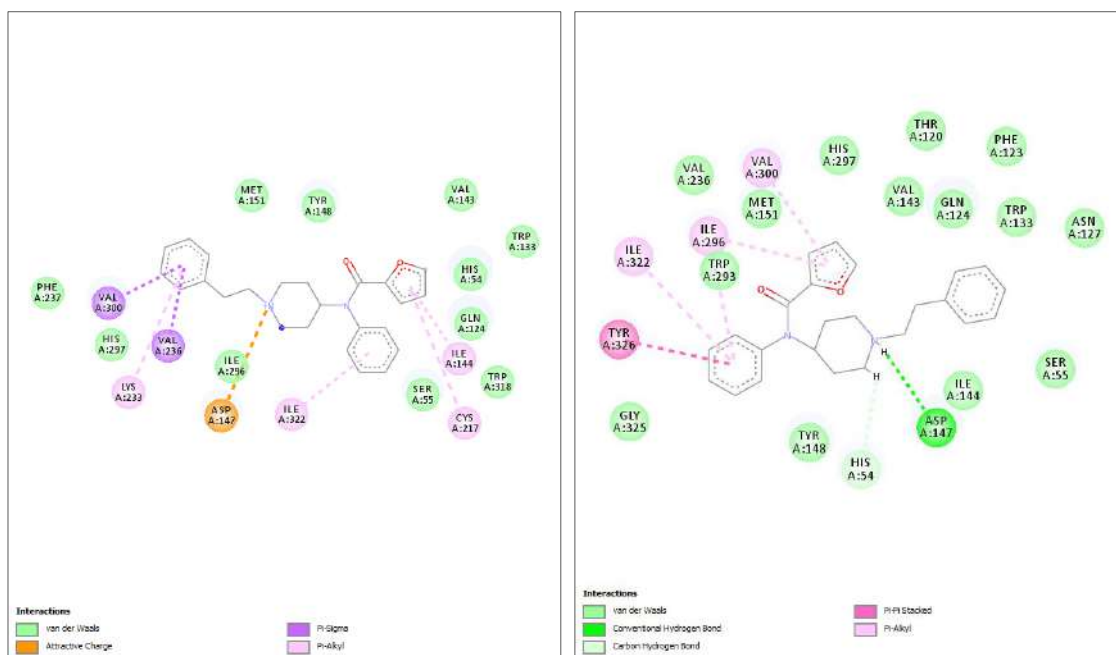 MET
A:151
TYR
A:148
VAL
A:143
TRP
A:133
HIS
A:54
PHE
A:237
VAL
A:300
GLN
A:124
HIS
A:297
VAL
A:236
ILE
A:296
ILE
A:144
LYS
A:233
SER
A:55
TRP
A:318
ASP
A:147
ILE
A:322
CYS
A:217
O
O
N
N
Interactions
van der Waals
Attractive Charge
Pi-Sigma
Pi-Alkyl
THR
A:120
PHE
A:123
HIS
A:297
VAL
A:300
VAL
A:236
MET
A:151
VAL
A:143
GLN
A:124
TRP
A:133
ASN
A:127
ILE
A:296
ILE
A:322
TRP
A:293
O
O
N
N
H
H
TYR
A:326
SER
A:55
ILE
A:144
GLY
A:325
ASP
A:147
TYR
A:148
HIS
A:54
Interactions
van der Waals
Conventional Hydrogen Bond
Carbon Hydrogen Bond
Pi-Pi Stacked
Pi-Alkyl